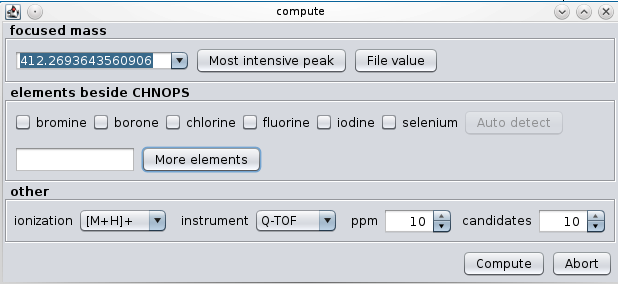 compute
focused mass
412.2693643560906 Most intensive peak File value
elements beside CHNOPS
bromine borone chlorine fluorine iodine selenium Auto detect
More elements
other
ionization [M+H]+ instrument Q-TOF ppm 10 candidates 10
Compute Abort